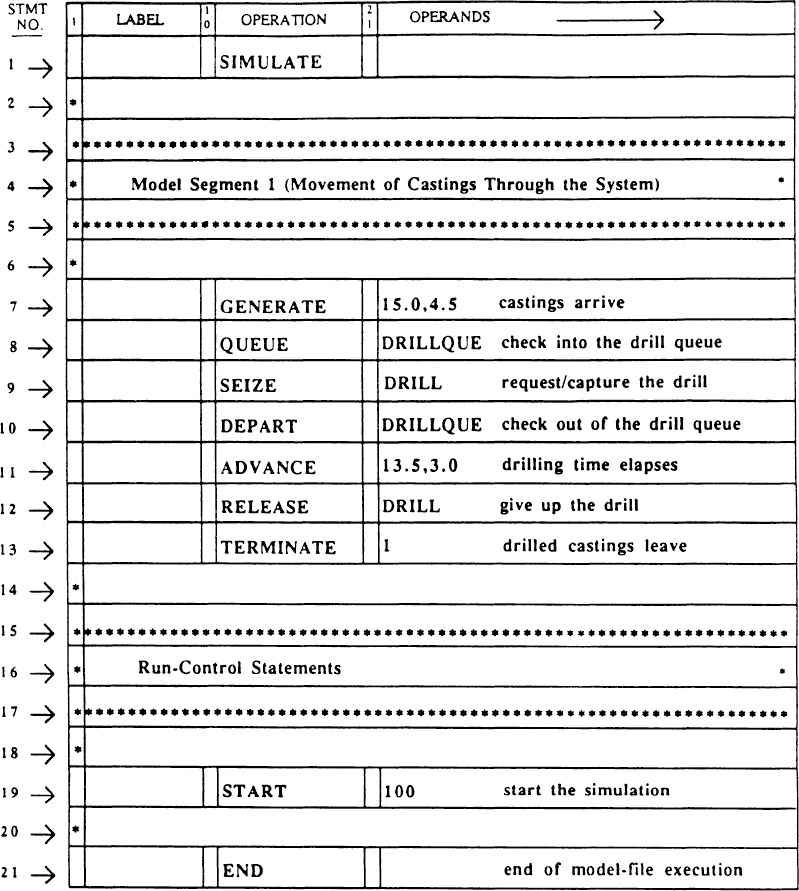 STMT NO. 1 LABEL 10 OPERATION 21 OPERANDS
1 → SIMULATE
2 → *
3 → ************************************************************************
4 → * Model Segment 1 (Movement of Castings Through the System) *
5 → ************************************************************************
6 → *
7 → GENERATE 15.0,4.5 castings arrive
8 → QUEUE DRILLQUE check into the drill queue
9 → SEIZE DRILL request/capture the drill
10 → DEPART DRILLQUE check out of the drill queue
11 → ADVANCE 13.5,3.0 drilling time elapses
12 → RELEASE DRILL give up the drill
13 → TERMINATE 1 drilled castings leave
14 → *
15 → ************************************************************************
16 → * Run-Control Statements *
17 → ************************************************************************
18 → *
19 → START 100 start the simulation
20 → *
21 → END end of model-file execution